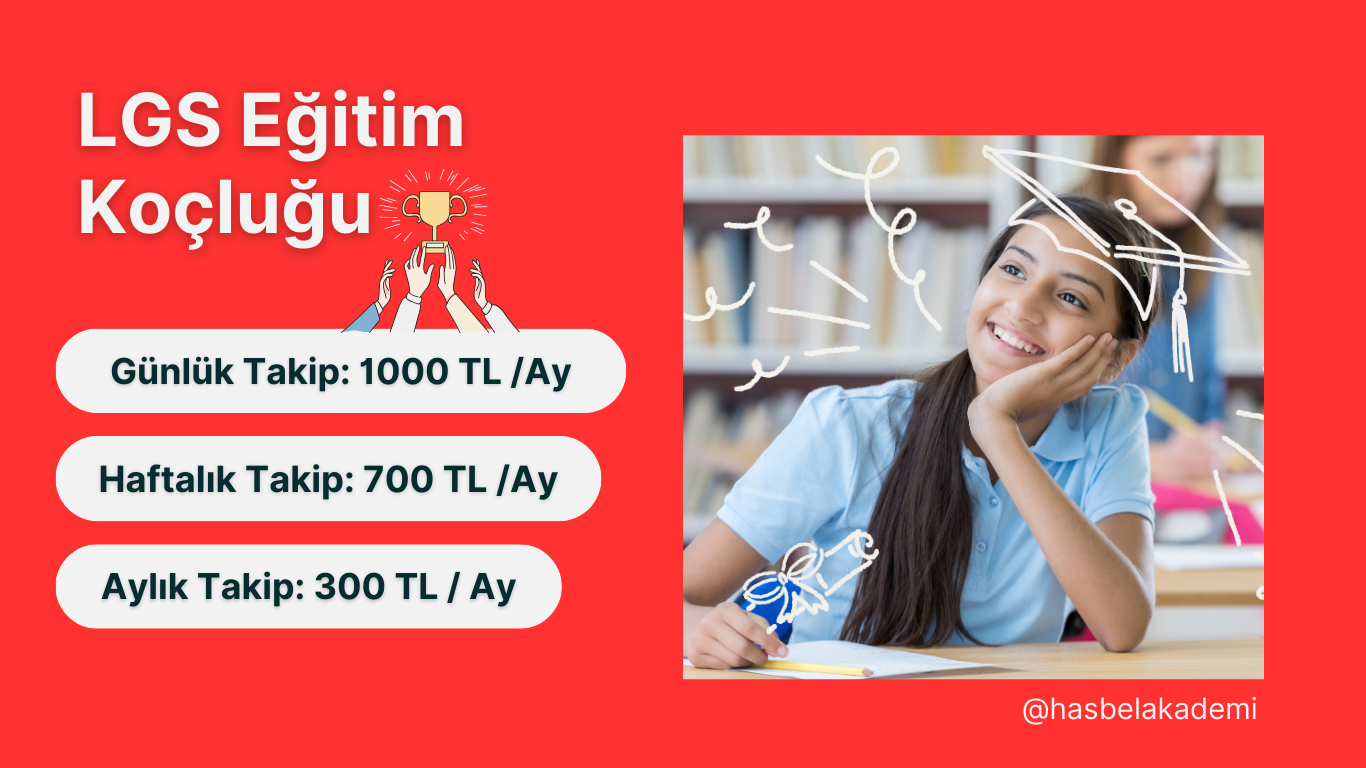 LGS Eğitim
Koçluğu
Günlük Takip: 1000 TL /Ay
Haftalık Takip: 700 TL /Ay
Aylık Takip: 300 TL / Ay
@hasbelakademi